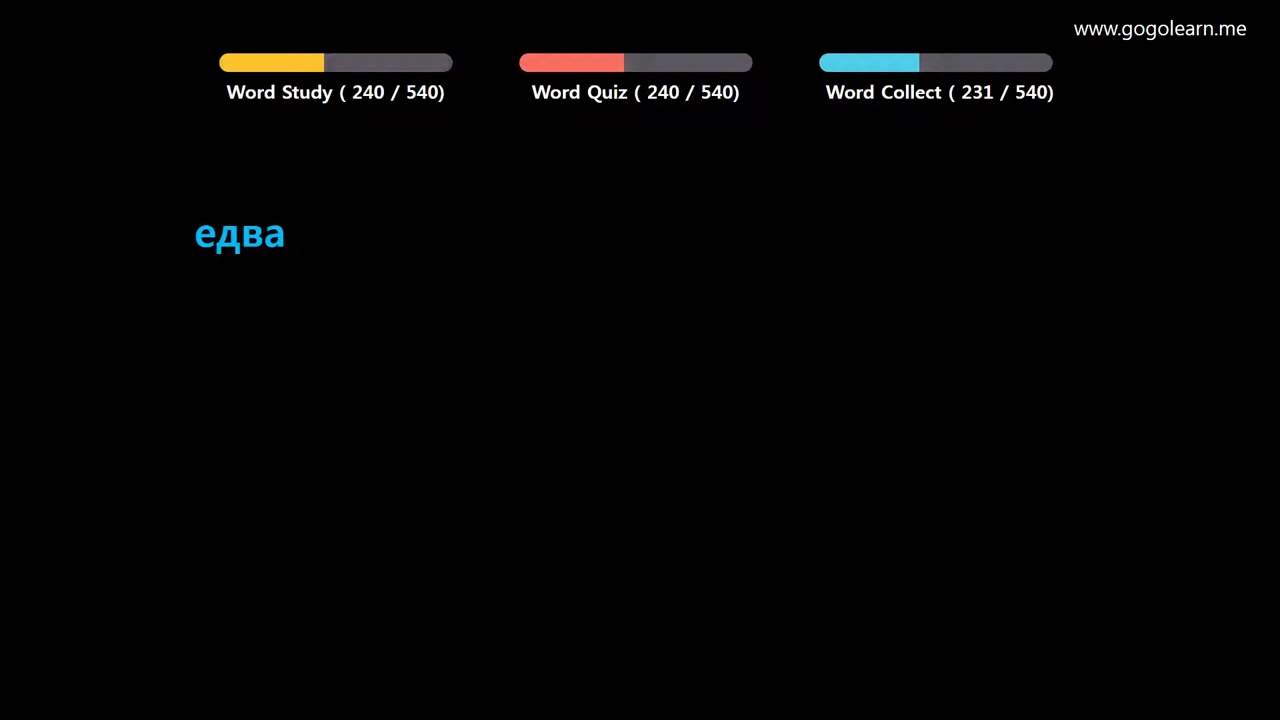 www.gogolearn.me
Word Study ( 240 / 540)
Word Quiz ( 240 / 540)
Word Collect ( 231 / 540)
едва